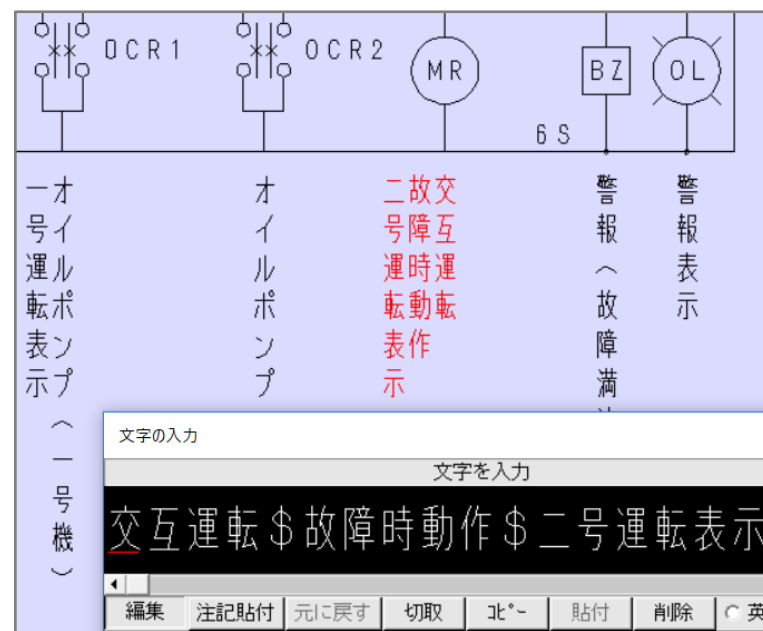 OCR1
OCR2
MR
BZ
OL
6S
オイルポンプ（一号機）
一号運転表示
オイルポンプ
交互運転
故障時動作
二号運転表示
警報（故障満
警報表示
文字の入力
文字を入力
交互運転$故障時動作$二号運転表示
編集
注記貼付
元に戻す
切取
ｺﾋﾟｰ
貼付
削除
英